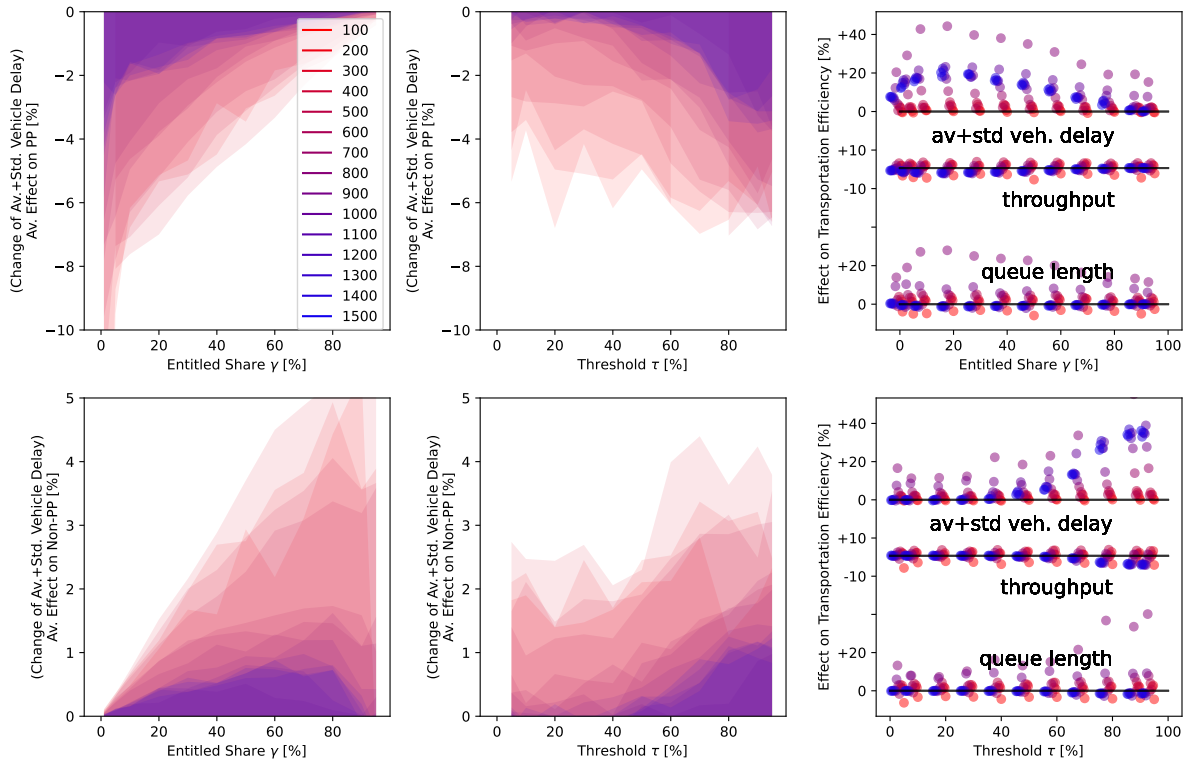 (Change of Av.+Std. Vehicle Delay)
Av. Effect on PP [%]
0
−2
−4
−6
−8
−10
0 20 40 60 80
Entitled Share γ [%]
100
200
300
400
500
600
700
800
900
1000
1100
1200
1300
1400
1500
(Change of Av.+Std. Vehicle Delay)
Av. Effect on PP [%]
0
−2
−4
−6
−8
−10
0 20 40 60 80
Threshold τ [%]
Effect on Transportation Efficiency [%]
+40
+20
0
+10
-10
+20
0
av+std veh. delay
throughput
queue length
0 20 40 60 80 100
Entitled Share γ [%]
(Change of Av.+Std. Vehicle Delay)
Av. Effect on Non-PP [%]
5
4
3
2
1
0
0 20 40 60 80
Entitled Share γ [%]
(Change of Av.+Std. Vehicle Delay)
Av. Effect on Non-PP [%]
5
4
3
2
1
0
0 20 40 60 80
Threshold τ [%]
Effect on Transportation Efficiency [%]
+40
+20
0
+10
-10
+20
0
av+std veh. delay
throughput
queue length
0 20 40 60 80 100
Threshold τ [%]